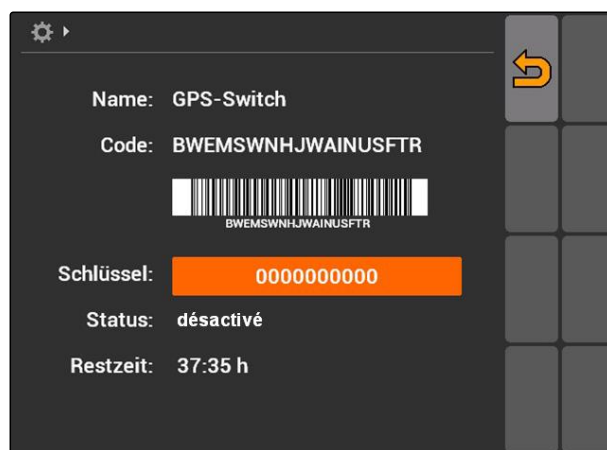 Name: GPS-Switch
Code: BWEMSWNHJWAINUSFTR
BWEMSWNHJWAINUSFTR
Schlüssel: 0000000000
Status: désactivé
Restzeit: 37:35 h